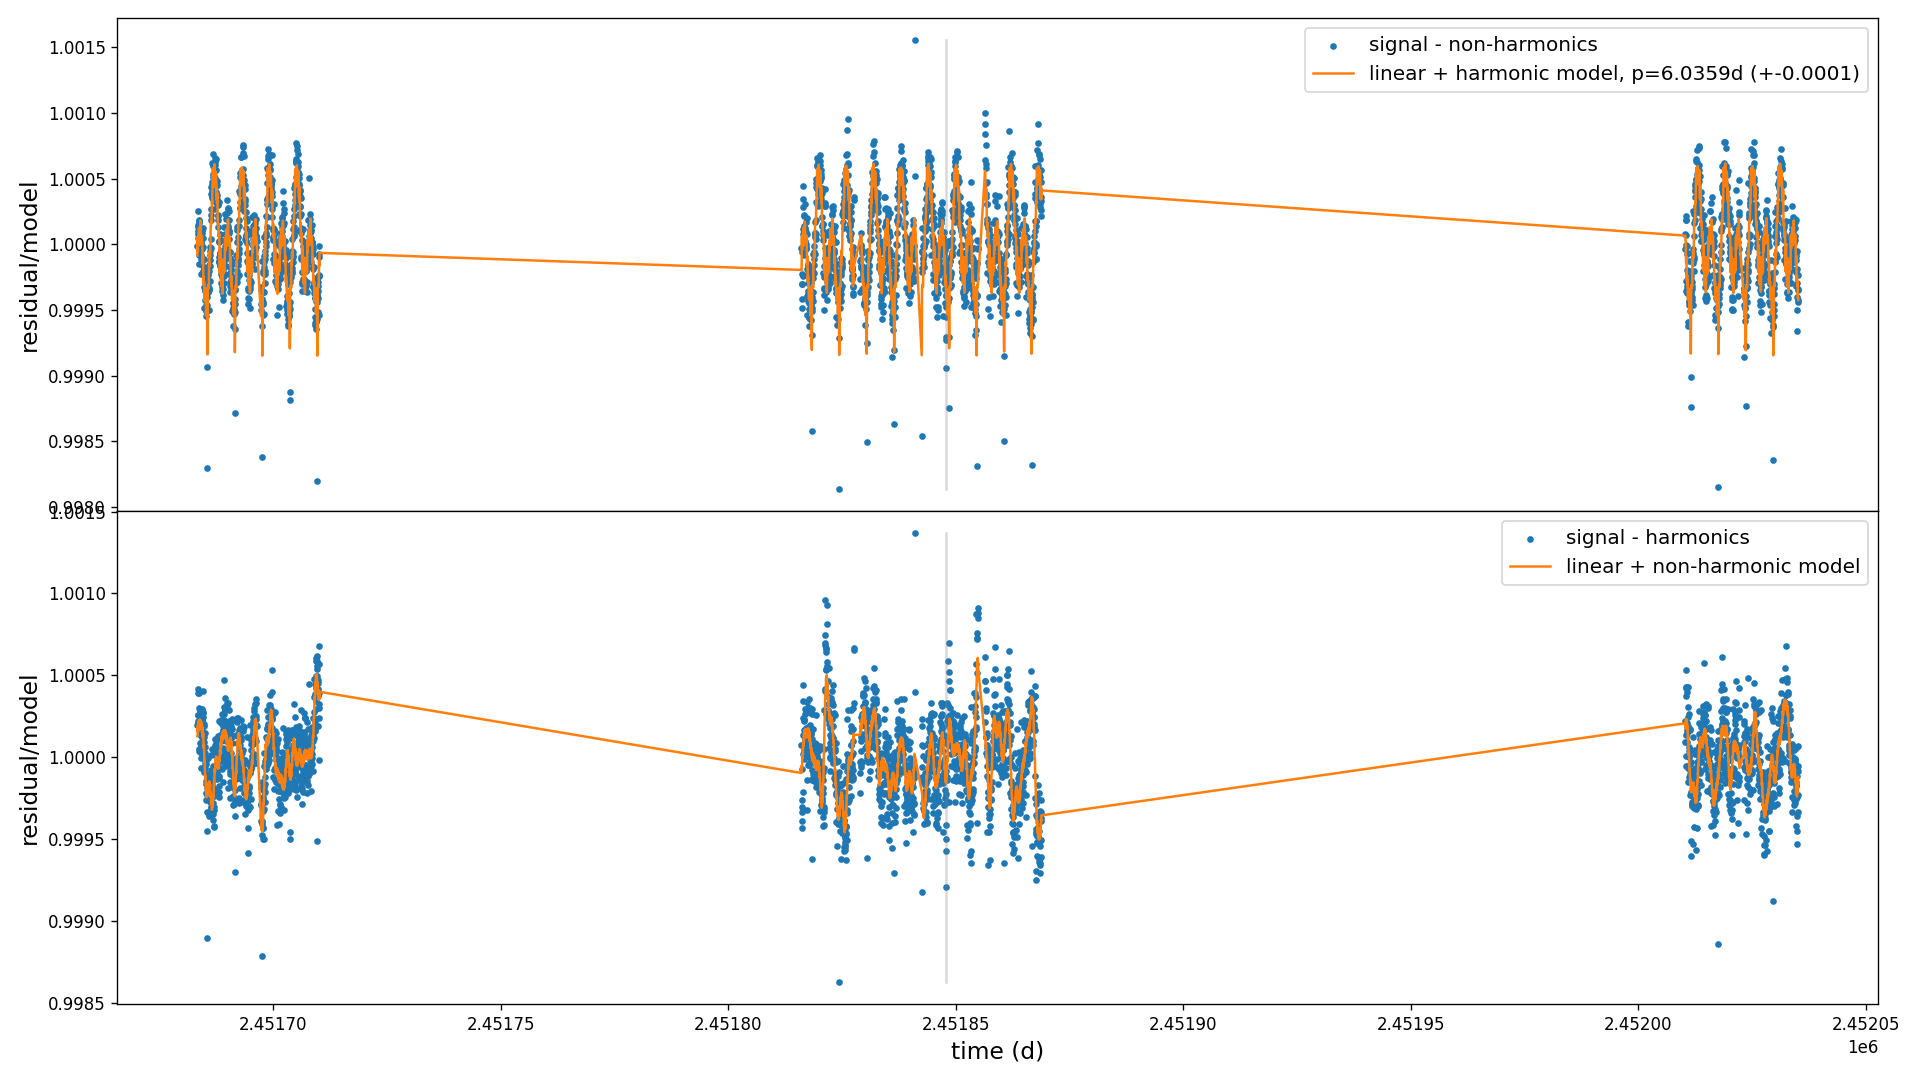 signal - non-harmonics
linear + harmonic model, p=6.0359d (+-0.0001)
1.0015
1.0010
1.0005
1.0000
0.9995
0.9990
0.9985
0.9980
residual/model
signal - harmonics
linear + non-harmonic model
1.0015
1.0010
1.0005
1.0000
0.9995
0.9990
0.9985
residual/model
2.45170 2.45175 2.45180 2.45185 2.45190 2.45195 2.45200 2.45205
1e6
time (d)